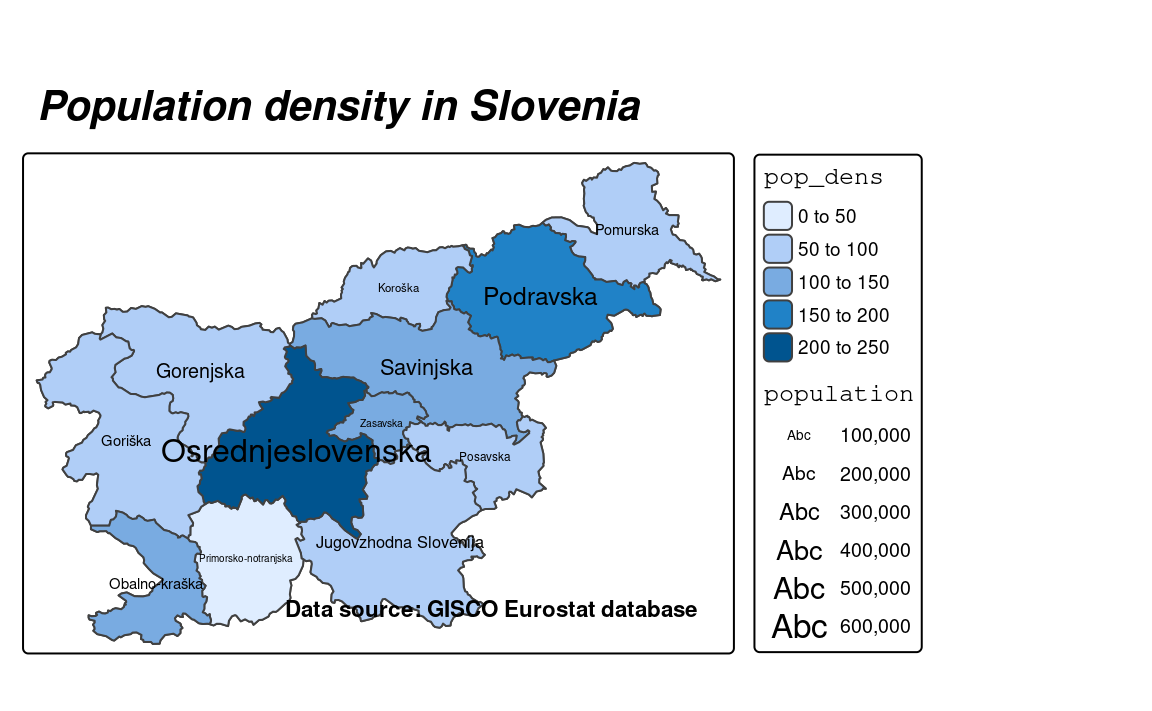 Population density in Slovenia
Pomurska
Koroška
Podravska
Gorenjska
Savinjska
Zasavska
Goriška
Osrednjeslovenska
Posavska
Jugovzhodna Slovenija
Primorsko-notranjska
Obalno-kraška
Data source: GISCO Eurostat database
pop_dens
0 to 50
50 to 100
100 to 150
150 to 200
200 to 250
population
Abc 100,000
Abc 200,000
Abc 300,000
Abc 400,000
Abc 500,000
Abc 600,000